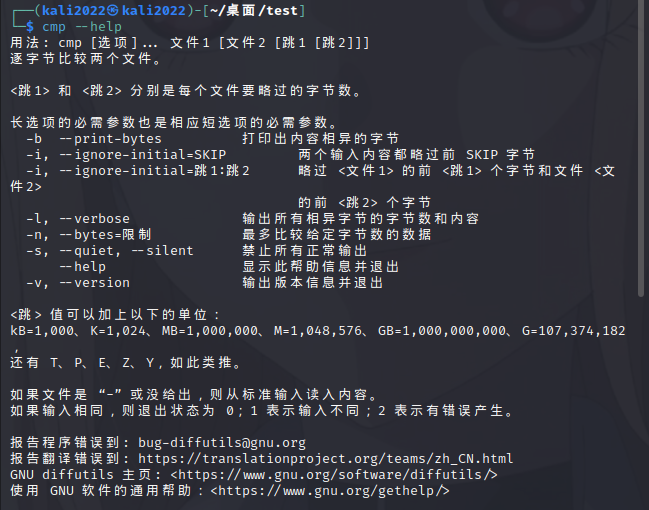 ┌──(kali2022㉿kali2022)-[~/桌面/test]
└─$ cmp --help
用法: cmp [选项]... 文件1 [文件2 [跳1 [跳2]]]
逐字节比较两个文件。
<跳1> 和 <跳2> 分别是每个文件要略过的字节数。
长选项的必需参数也是相应短选项的必需参数。
-b  --print-bytes          打印出内容相异的字节
-i, --ignore-initial=SKIP         两个输入内容都略过前 SKIP 字节
-i, --ignore-initial=跳1:跳2      略过 <文件1> 的前 <跳1> 个字节和文件 <文
件2>
的前 <跳2> 个字节
-l, --verbose              输出所有相异字节的字节数和内容
-n, --bytes=限制           最多比较给定字节数的数据
-s, --quiet, --silent      禁止所有正常输出
--help                 显示此帮助信息并退出
-v, --version              输出版本信息并退出
<跳> 值可以加上以下的单位：
kB=1,000、K=1,024、MB=1,000,000、M=1,048,576、GB=1,000,000,000、G=107,374,182
，
还有 T、P、E、Z、Y，如此类推。
如果文件是 “-” 或没给出，则从标准输入读入内容。
如果输入相同，则退出状态为 0；1 表示输入不同；2 表示有错误产生。
报告程序错误到: bug-diffutils@gnu.org
报告翻译错误到: https://translationproject.org/teams/zh_CN.html
GNU diffutils 主页: <https://www.gnu.org/software/diffutils/>
使用 GNU 软件的通用帮助：<https://www.gnu.org/gethelp/>